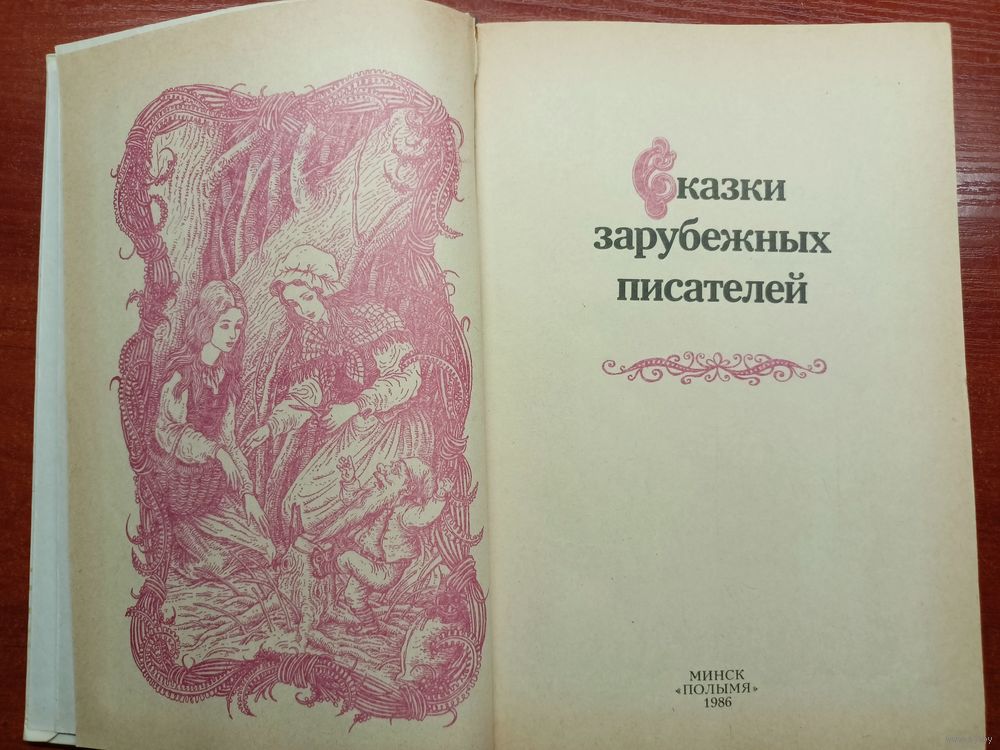 Сказки
зарубежных
писателей
МИНСК
«ПОЛЫМЯ»
1986